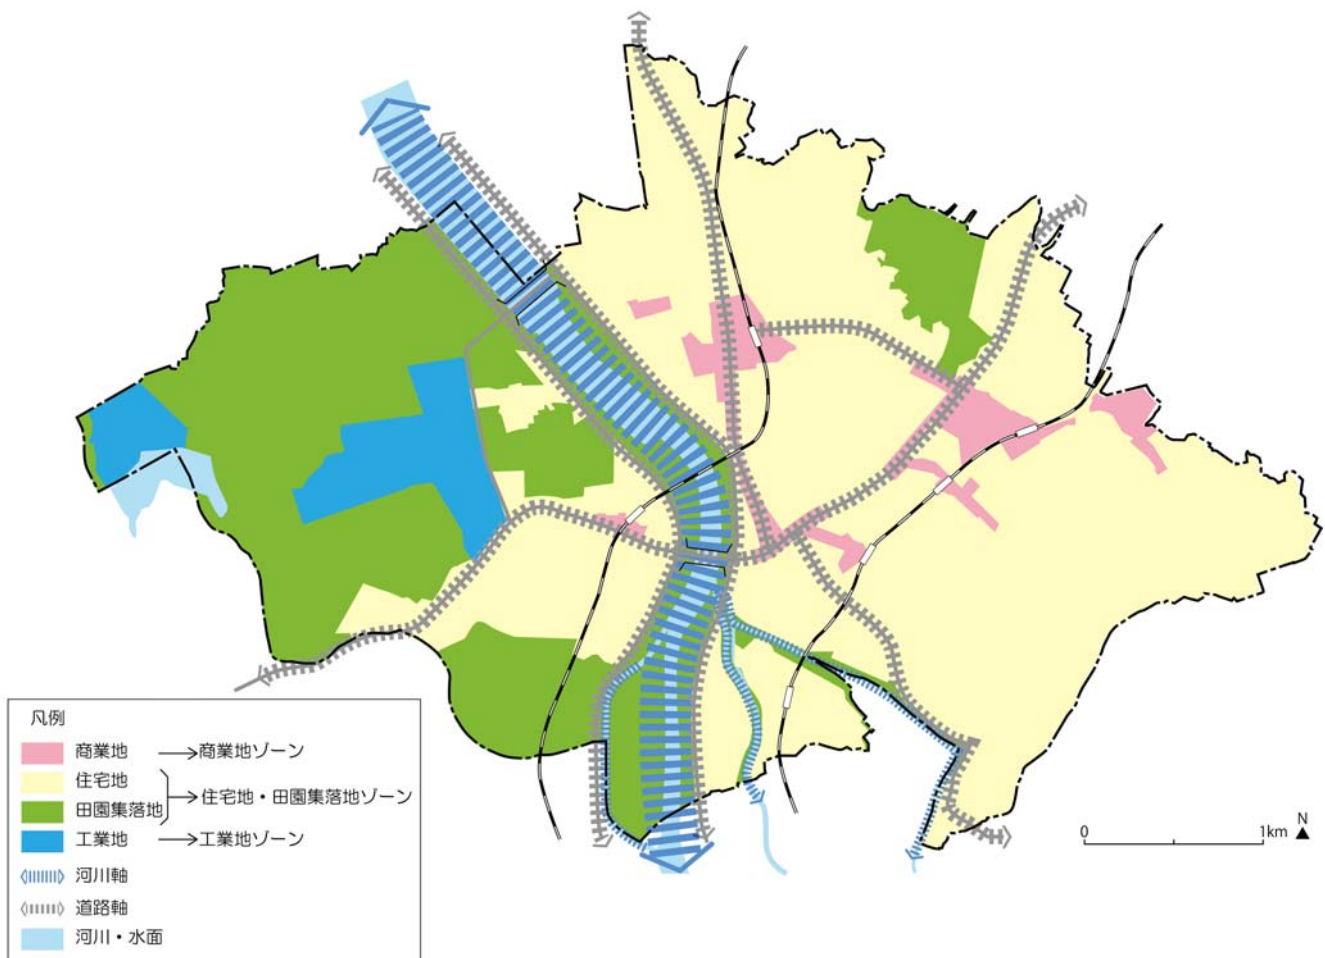 凡例
商業地 → 商業地ゾーン
住宅地
田園集落地 → 住宅地・田園集落地ゾーン
工業地 → 工業地ゾーン
河川軸
道路軸
河川・水面
0 1km
N